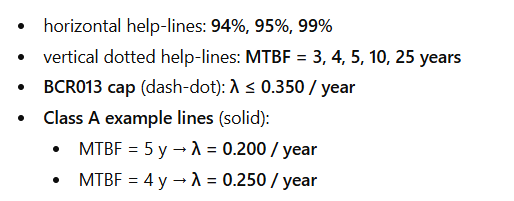 • horizontal help-lines: 94%, 95%, 99%
• vertical dotted help-lines: MTBF = 3, 4, 5, 10, 25 years
• BCR013 cap (dash-dot): λ ≤ 0.350 / year
• Class A example lines (solid):
• MTBF = 5 y → λ = 0.200 / year
• MTBF = 4 y → λ = 0.250 / year